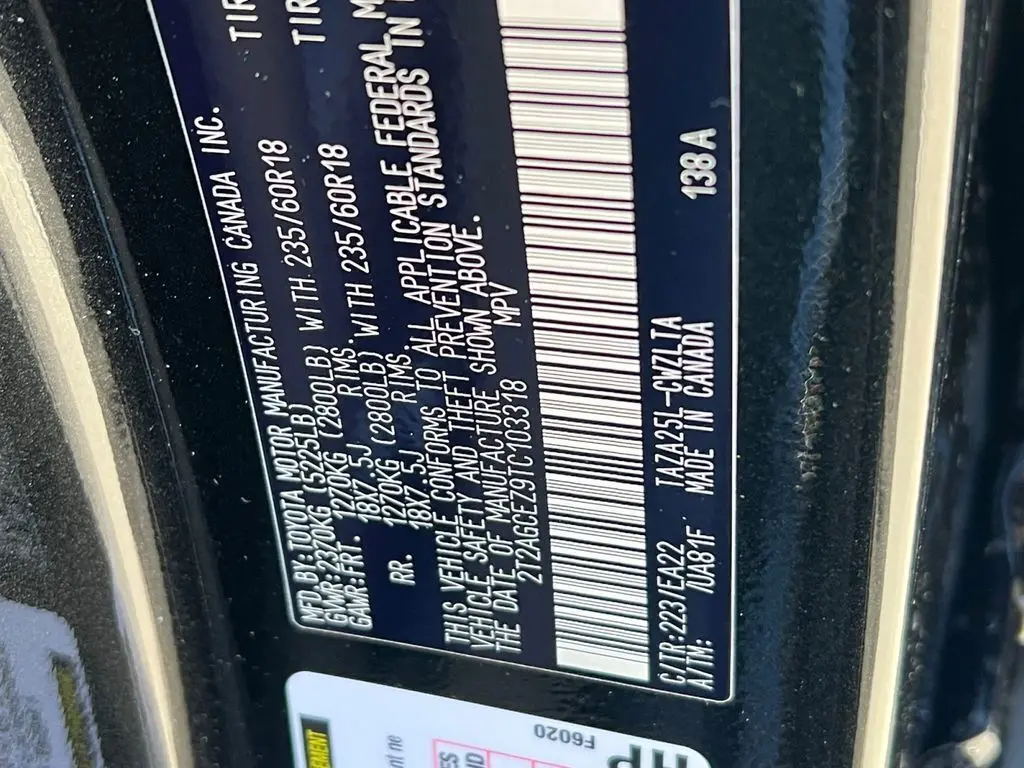 MFD.BY:TOYOTA MOTOR MANUFACTURING CANADA INC.
GMR:2370KG (5225LB) TIR
GAWR:FRT. 1270KG (2800LB) WITH 235/60R18 TIR
18X7.5J RIMS.
RR. 1270KG (2800LB) WITH 235/60R18
18X7.5J RIMS.
THIS VEHICLE CONFORMS TO ALL APPLICABLE FEDERAL M
VEHICLE SAFETY AND THEFT PREVENTION STANDARDS IN
THE DATE OF MANUFACTURE SHOWN ABOVE.
2T2AGCEZ9TC103318 MPV
C/TR:223/EA22 TAZA25L-CWZLTA 138A
A/TM: /UA81F MADE IN CANADA
F6020